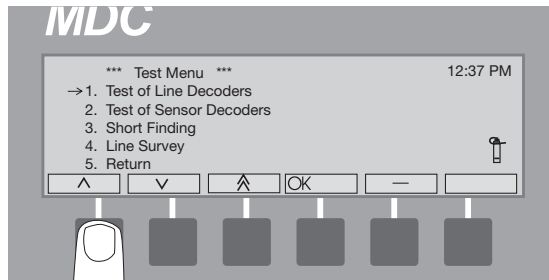 MDC
*** Test Menu *** 12:37 PM
→1. Test of Line Decoders
2. Test of Sensor Decoders
3. Short Finding
4. Line Survey
5. Return
OK